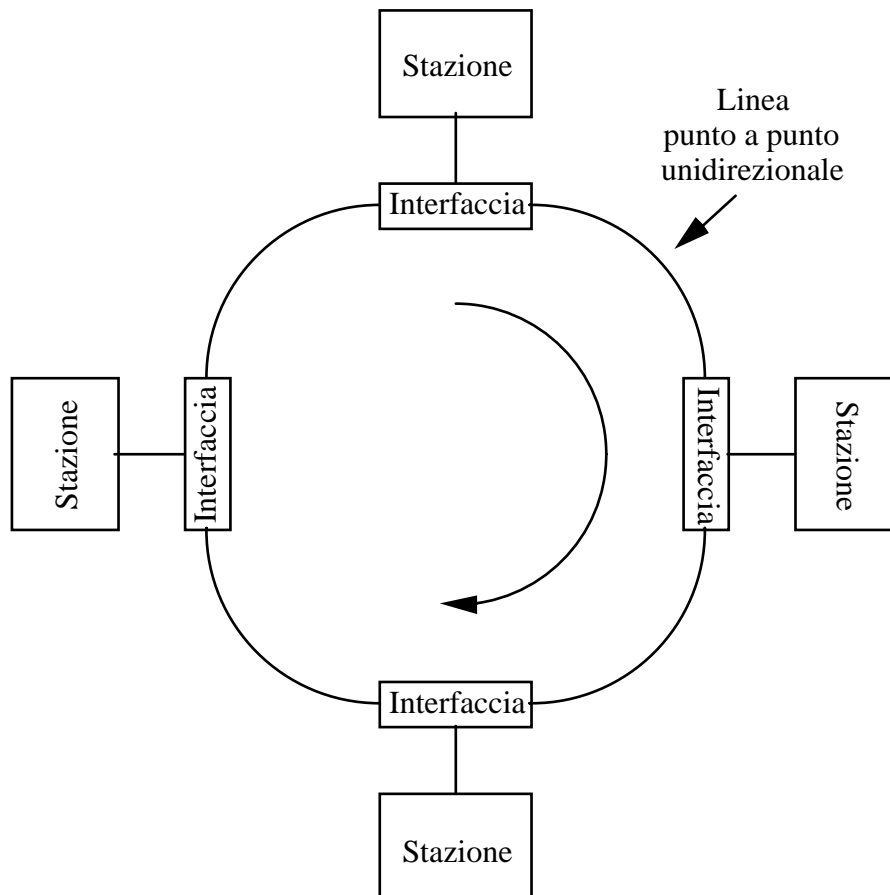 Stazione
Linea
punto a punto
unidirezionale
Interfaccia
Stazione
Interfaccia
Interfaccia
Stazione
Interfaccia
Stazione